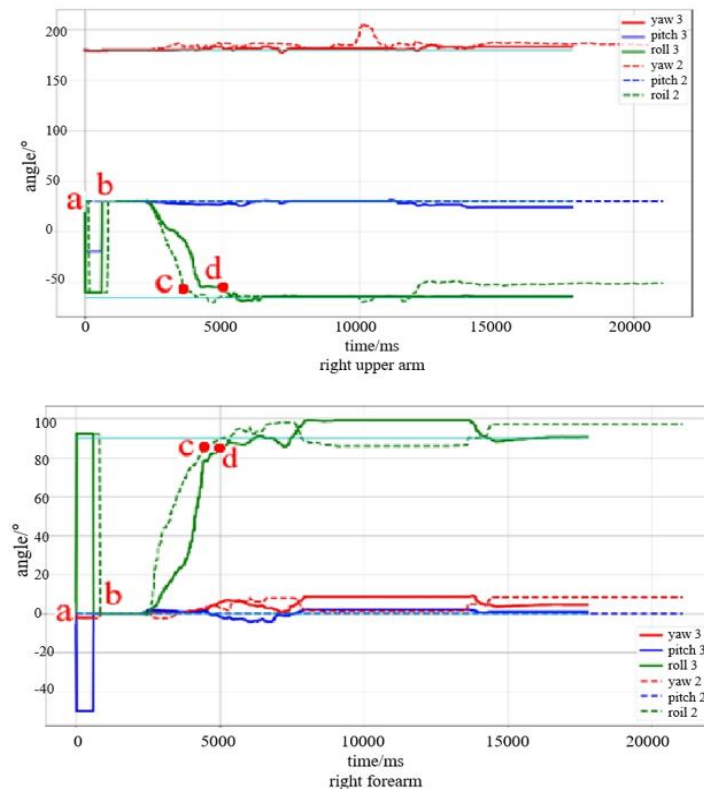 200
150
100
50
0
-50
angle/°
yaw 3
pitch 3
roll 3
yaw 2
pitch 2
roil 2
a
b
c
d
0
5000
10000
15000
20000
time/ms
right upper arm
100
80
60
40
20
0
-20
-40
angle/°
a
b
c
d
yaw 3
pitch 3
roll 3
yaw 2
pitch 2
roil 2
0
5000
10000
15000
20000
time/ms
right forearm